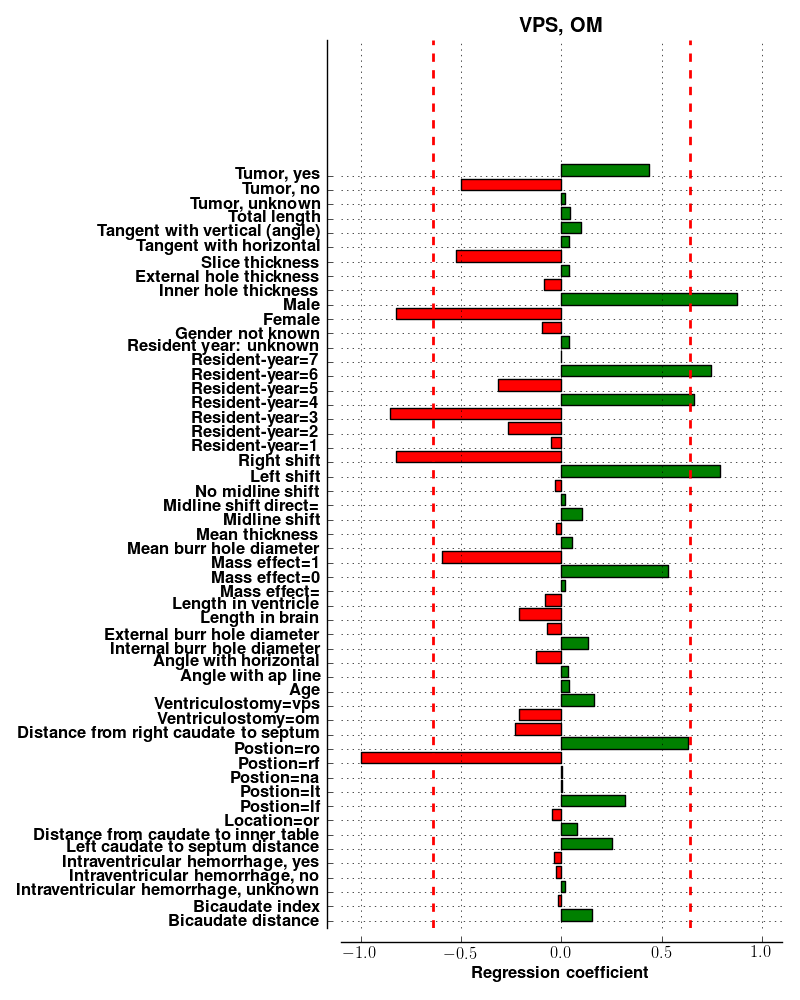 VPS, OM
Tumor, yes
Tumor, no
Tumor, unknown
Total length
Tangent with vertical (angle)
Tangent with horizontal
Slice thickness
External hole thickness
Inner hole thickness
Male
Female
Gender not known
Resident year: unknown
Resident-year=7
Resident-year=6
Resident-year=5
Resident-year=4
Resident-year=3
Resident-year=2
Resident-year=1
Right shift
Left shift
No midline shift
Midline shift direct=
Midline shift
Mean thickness
Mean burr hole diameter
Mass effect=1
Mass effect=0
Mass effect=
Length in ventricle
Length in brain
External burr hole diameter
Internal burr hole diameter
Angle with horizontal
Angle with ap line
Age
Ventriculostomy=vps
Ventriculostomy=om
Distance from right caudate to septum
Postion=ro
Postion=rf
Postion=na
Postion=lt
Postion=lf
Location=or
Distance from caudate to inner table
Left caudate to septum distance
Intraventricular hemorrhage, yes
Intraventricular hemorrhage, no
Intraventricular hemorrhage, unknown
Bicaudate index
Bicaudate distance
−1.0 −0.5 0.0 0.5 1.0
Regression coefficient